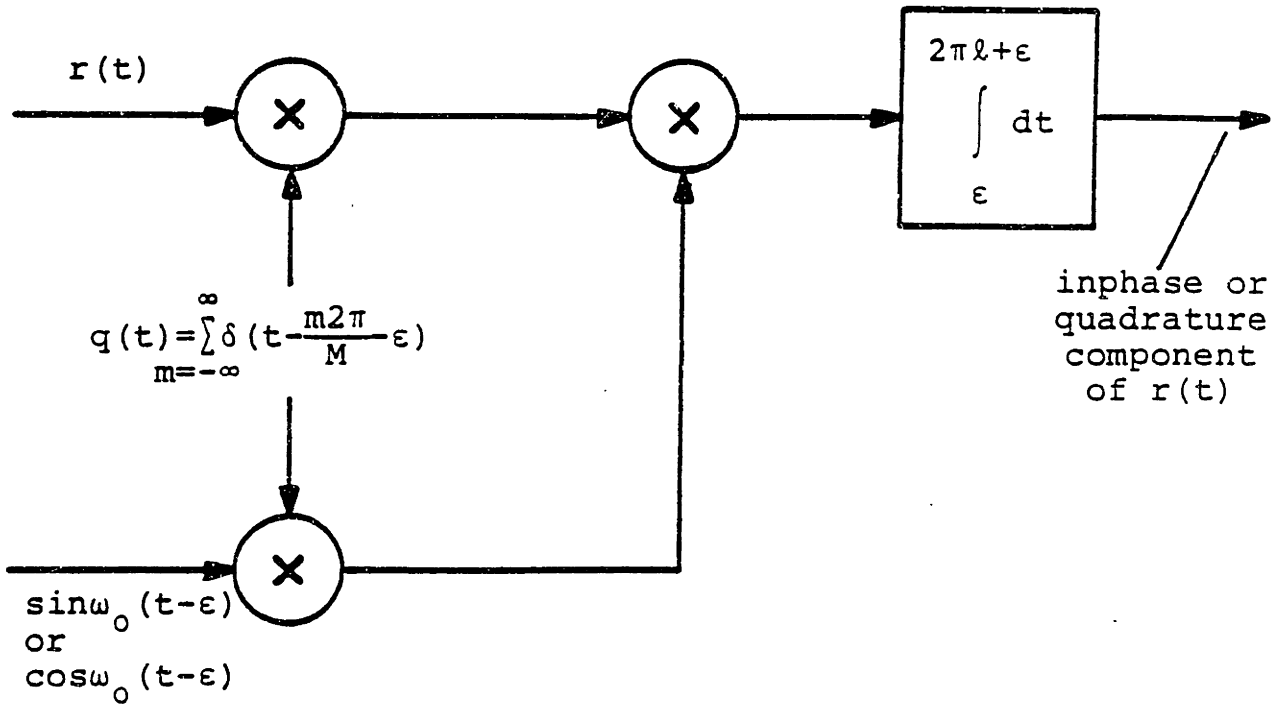 r(t)
×
×
2πℓ+ε
∫ dt
ε
inphase or
quadrature
component
of r(t)
∞
q(t)=∑δ(t-m2π/M-ε)
m=-∞
×
sinω₀(t-ε)
or
cosω₀(t-ε)